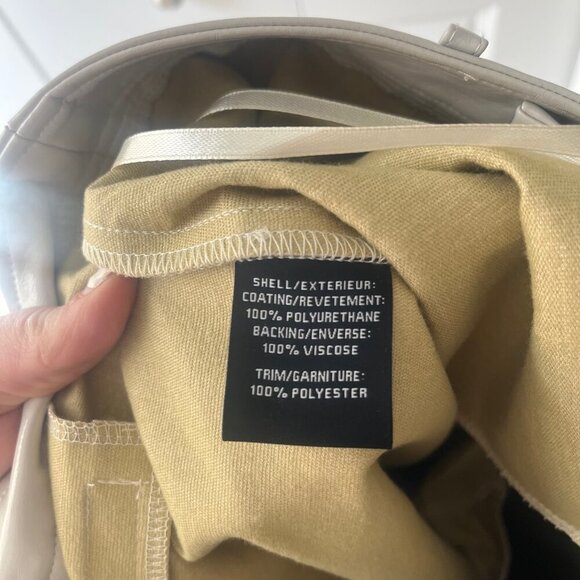 SHELL/EXTERIEUR:
COATING/REVETEMENT:
100% POLYURETHANE
BACKING/ENVERSE:
100% VISCOSE
TRIM/GARNITURE:
100% POLYESTER